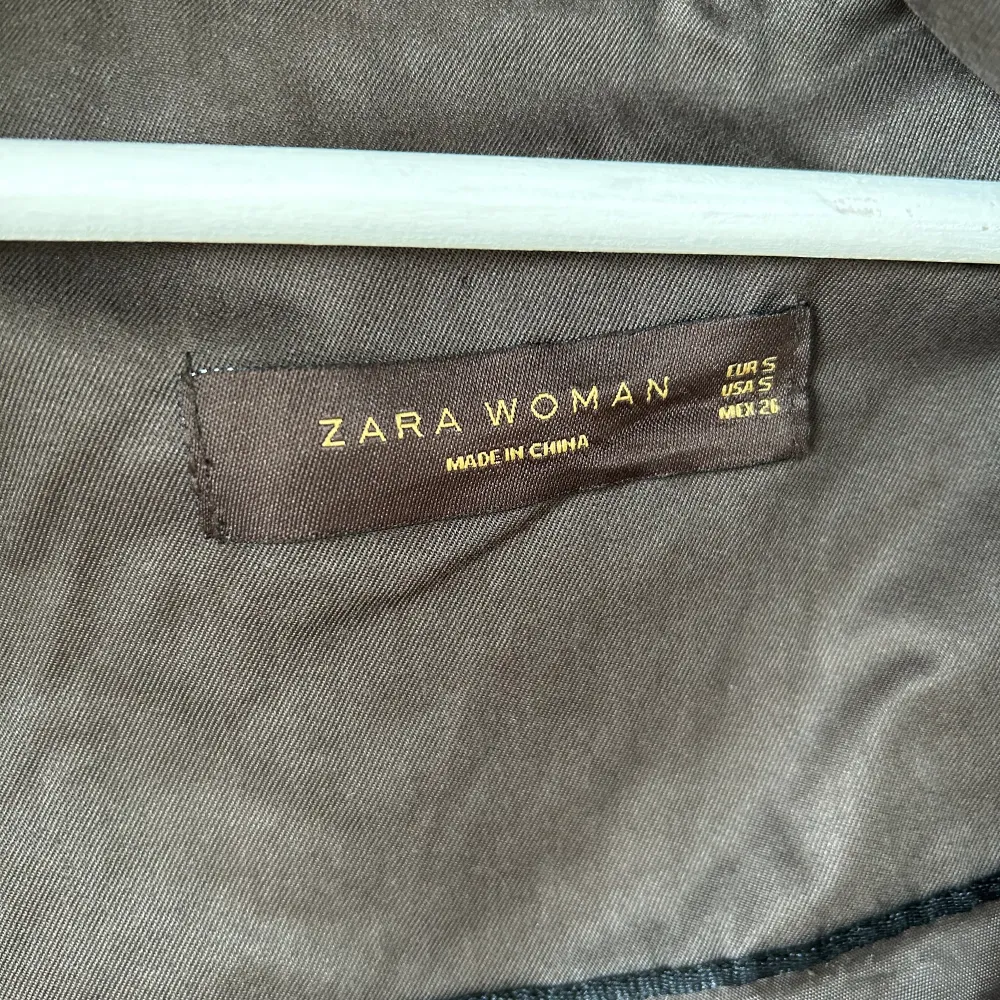 ZARA WOMAN
MADE IN CHINA
EUR S
USA S
MEX 26